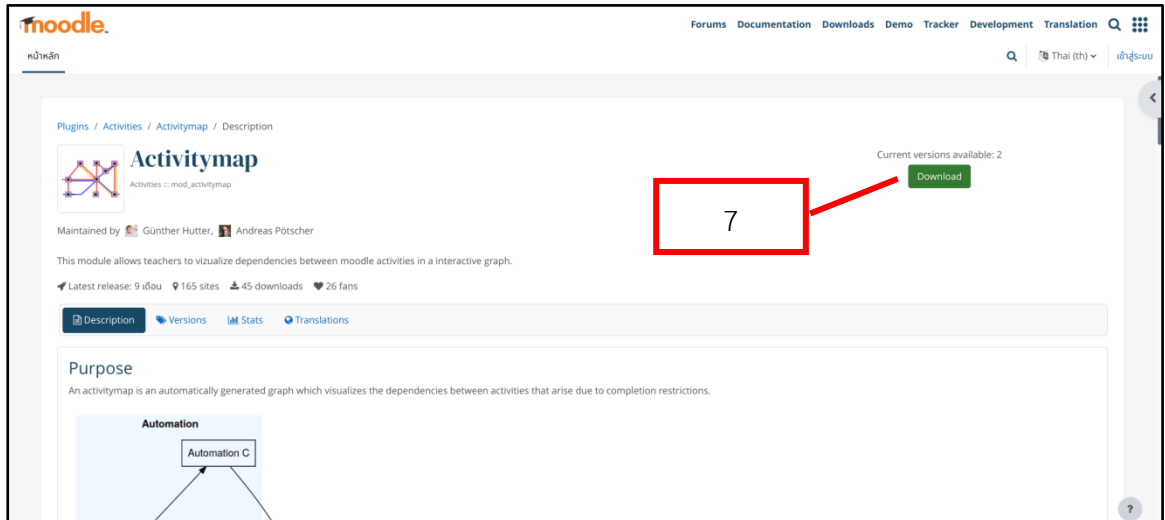 moodle
Forums Documentation Downloads Demo Tracker Development Translation
หน้าหลัก
Thai (th)
เข้าสู่ระบบ
Plugins / Activities / Activitymap / Description
Activitymap
Activities ::: mod_activitymap
Current versions available: 2
Download
7
Maintained by Günther Hutter, Andreas Pötscher
This module allows teachers to vizualize dependencies between moodle activities in a interactive graph.
Latest release: 9 เดือน 165 sites 45 downloads 26 fans
Description Versions Stats Translations
Purpose
An activitymap is an automatically generated graph which visualizes the dependencies between activities that arise due to completion restrictions.
Automation
Automation C
?